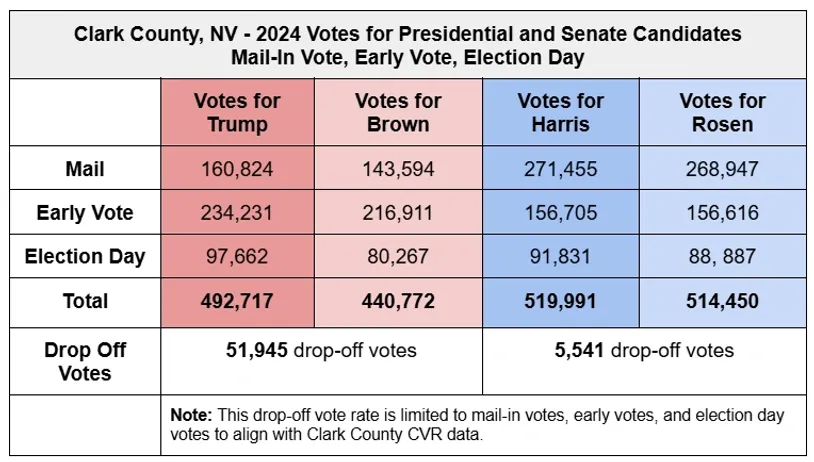 Clark County, NV - 2024 Votes for Presidential and Senate Candidates
Mail-In Vote, Early Vote, Election Day
Votes for Trump Votes for Brown Votes for Harris Votes for Rosen
Mail 160,824 143,594 271,455 268,947
Early Vote 234,231 216,911 156,705 156,616
Election Day 97,662 80,267 91,831 88, 887
Total 492,717 440,772 519,991 514,450
Drop Off Votes 51,945 drop-off votes 5,541 drop-off votes
Note: This drop-off vote rate is limited to mail-in votes, early votes, and election day
votes to align with Clark County CVR data.